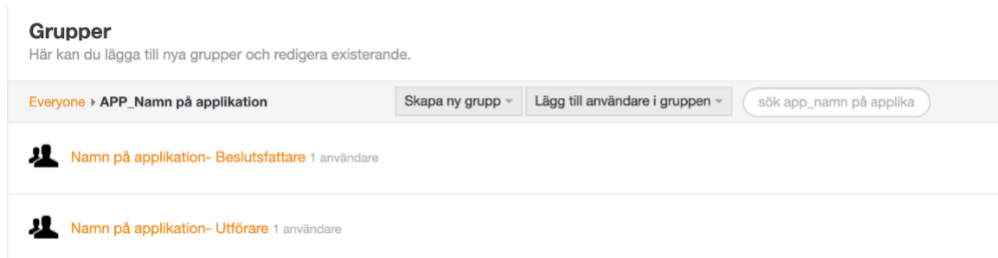 Grupper
Här kan du lägga till nya grupper och redigera existerande.
Everyone ▸ APP_Namn på applikation Skapa ny grupp Lägg till användare i gruppen sök app_namn på applika
Namn på applikation- Beslutsfattare 1 användare
Namn på applikation- Utförare 1 användare